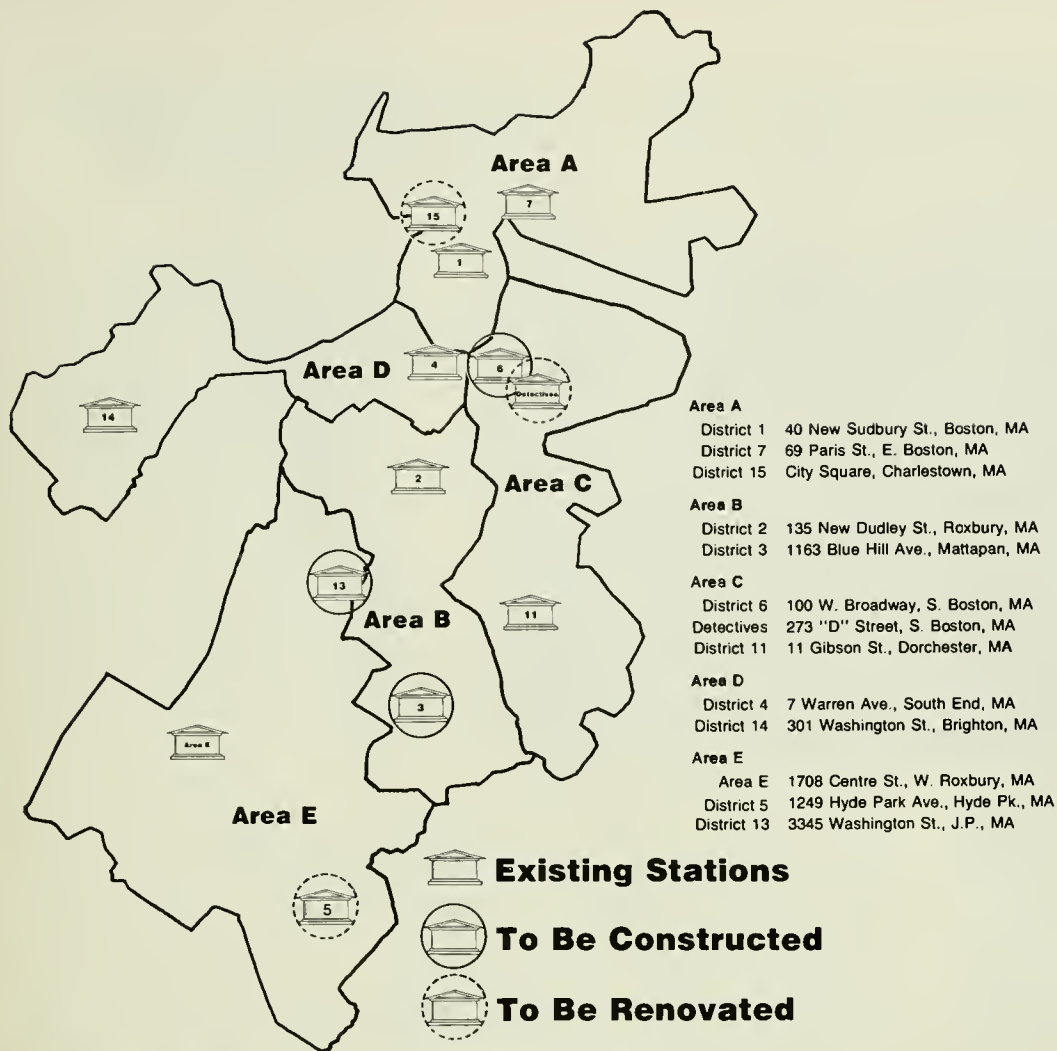 Area A
7
15
1
Area D
4
6
Detectives
14
2
Area C
13
Area B
11
3
Area E
Area E
5
Area A
District 1 40 New Sudbury St., Boston, MA
District 7 69 Paris St., E. Boston, MA
District 15 City Square, Charlestown, MA
Area B
District 2 135 New Dudley St., Roxbury, MA
District 3 1163 Blue Hill Ave., Mattapan, MA
Area C
District 6 100 W. Broadway, S. Boston, MA
Detectives 273 "D" Street, S. Boston, MA
District 11 11 Gibson St., Dorchester, MA
Area D
District 4 7 Warren Ave., South End, MA
District 14 301 Washington St., Brighton, MA
Area E
Area E 1708 Centre St., W. Roxbury, MA
District 5 1249 Hyde Park Ave., Hyde Pk., MA
District 13 3345 Washington St., J.P., MA
Existing Stations
To Be Constructed
To Be Renovated